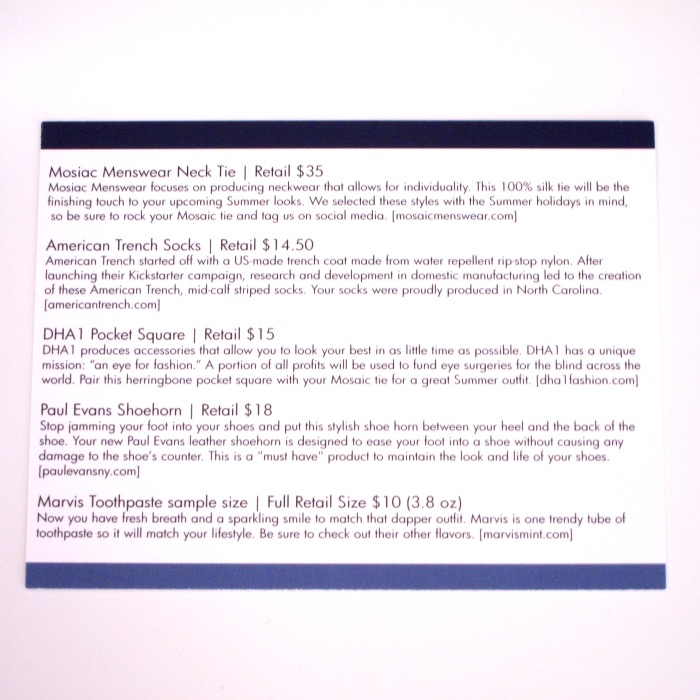 Mosiac Menswear Neck Tie | Retail $35
Mosiac Menswear focuses on producing neckwear that allows for individuality. This 100% silk tie will be the
finishing touch to your upcoming Summer looks. We selected these styles with the Summer holidays in mind,
so be sure to rock your Mosaic tie and tag us on social media. [mosaicmenswear.com]
American Trench Socks | Retail $14.50
American Trench started off with a US-made trench coat made from water repellent rip-stop nylon. After
launching their Kickstarter campaign, research and development in domestic manufacturing led to the creation
of these American Trench, mid-calf striped socks. Your socks were proudly produced in North Carolina.
[americantrench.com]
DHA1 Pocket Square | Retail $15
DHA1 produces accessories that allow you to look your best in as little time as possible. DHA1 has a unique
mission: "an eye for fashion." A portion of all profits will be used to fund eye surgeries for the blind across the
world. Pair this herringbone pocket square with your Mosaic tie for a great Summer outfit. [dha1fashion.com]
Paul Evans Shoehorn | Retail $18
Stop jamming your foot into your shoes and put this stylish shoe horn between your heel and the back of the
shoe. Your new Paul Evans leather shoehorn is designed to ease your foot into a shoe without causing any
damage to the shoe's counter. This is a "must have" product to maintain the look and life of your shoes.
[paulevansny.com]
Marvis Toothpaste sample size | Full Retail Size $10 (3.8 oz)
Now you have fresh breath and a sparkling smile to match that dapper outfit. Marvis is one trendy tube of
toothpaste so it will match your lifestyle. Be sure to check out their other flavors. [marvismint.com]